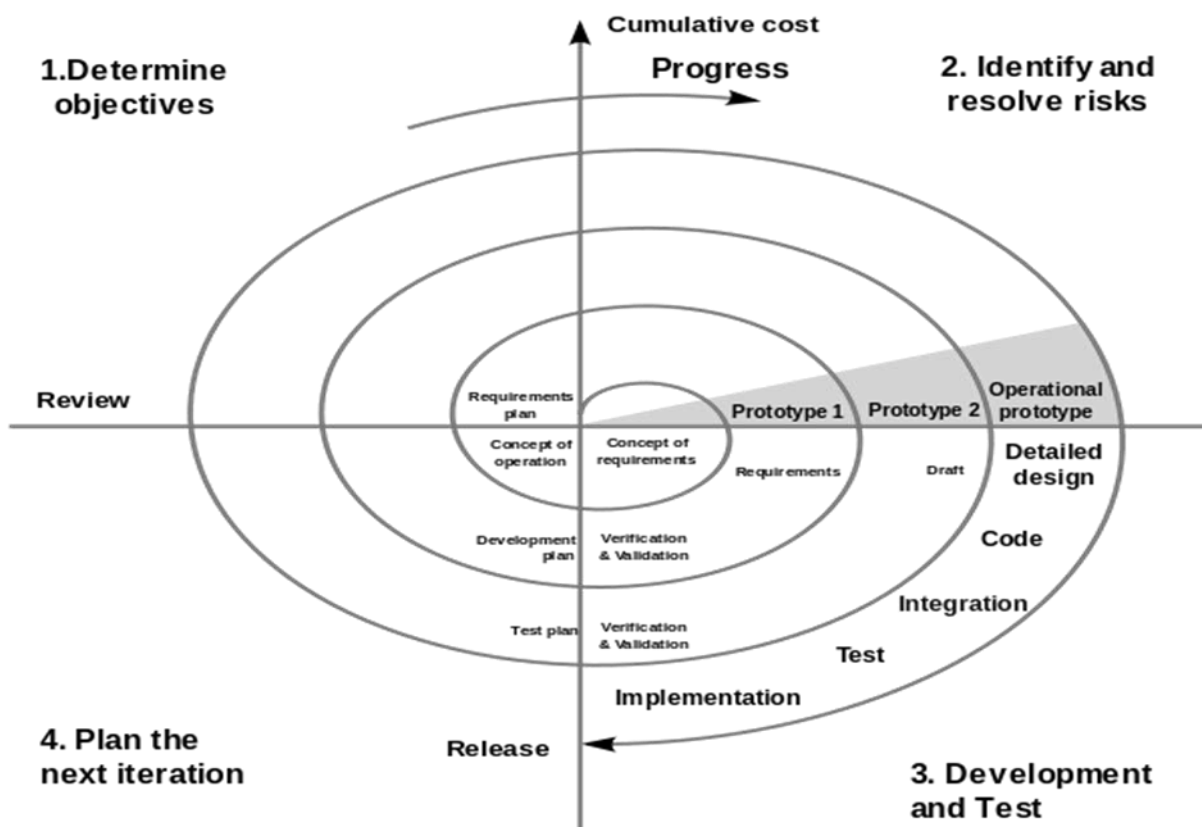 Cumulative cost
1.Determine
objectives
Progress
2. Identify and
resolve risks
Review
Requirements
plan
Prototype 1
Prototype 2
Operational
prototype
Concept of
operation
Concept of
requirements
Requirements
Draft
Detailed
design
Development
plan
Verification
& Validation
Code
Integration
Test plan
Verification
& Validation
Test
Implementation
Release
4. Plan the
next iteration
3. Development
and Test